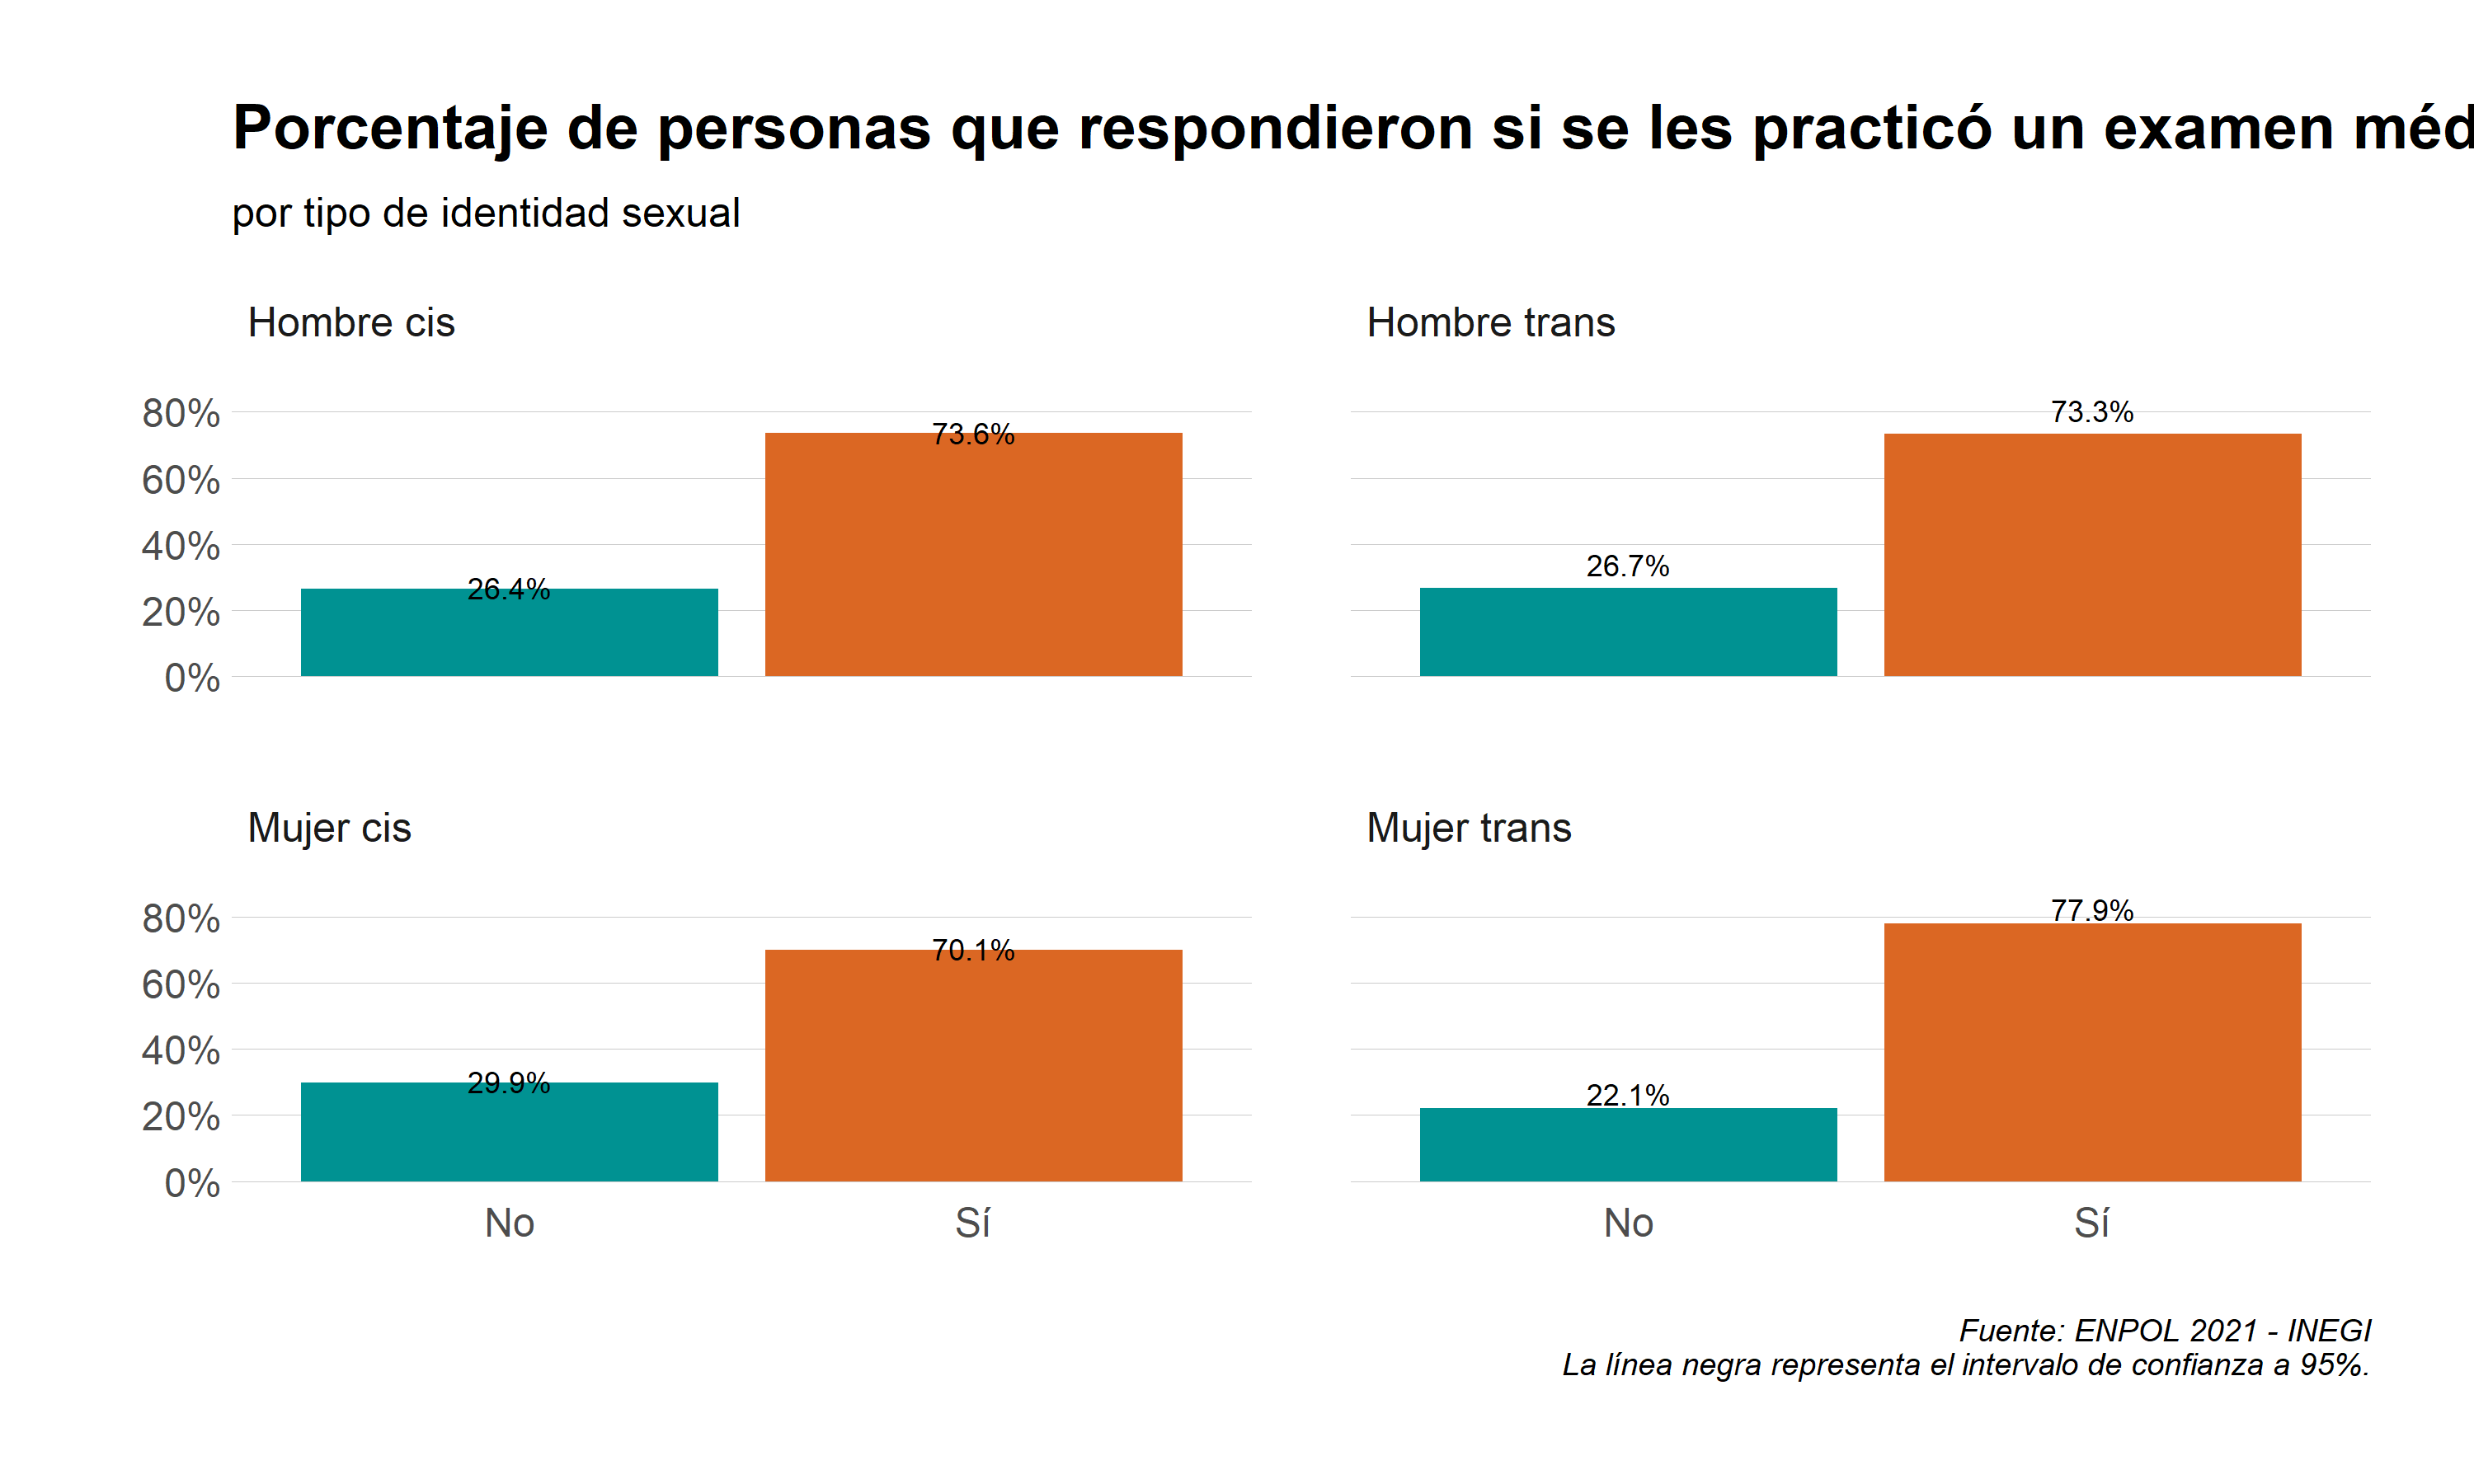 Porcentaje de personas que respondieron si se les practicó un examen méd
por tipo de identidad sexual
Hombre cis
Hombre trans
80%
60%
40%
20%
0%
26.4%
73.6%
26.7%
73.3%
Mujer cis
Mujer trans
80%
60%
40%
20%
0%
29.9%
70.1%
22.1%
77.9%
No
Sí
No
Sí
Fuente: ENPOL 2021 - INEGI
La línea negra representa el intervalo de confianza a 95%.